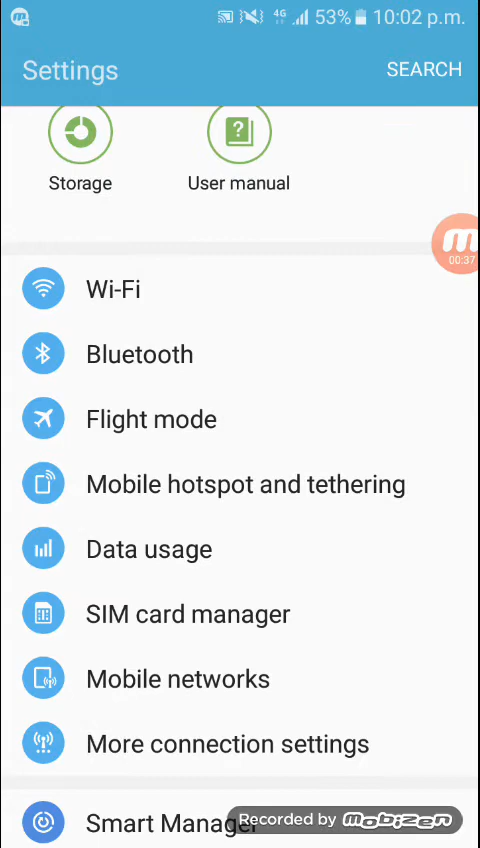 4G 53% 10:02 p.m.
Settings SEARCH
Storage User manual
00:37
Wi-Fi
Bluetooth
Flight mode
Mobile hotspot and tethering
Data usage
SIM card manager
Mobile networks
More connection settings
Smart Manager
Recorded by mobizen